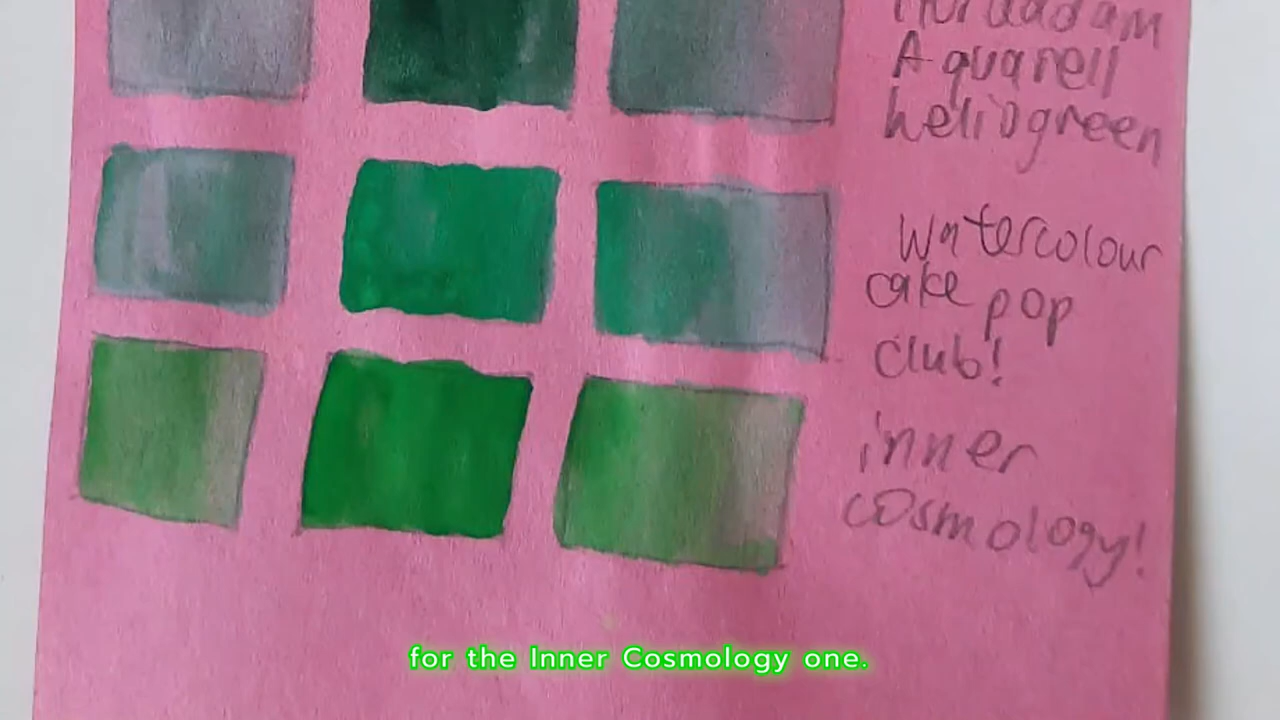 Aquarell
heliogreen
watercolour
cake pop
club!
inner
cosmology!
for the Inner Cosmology one.